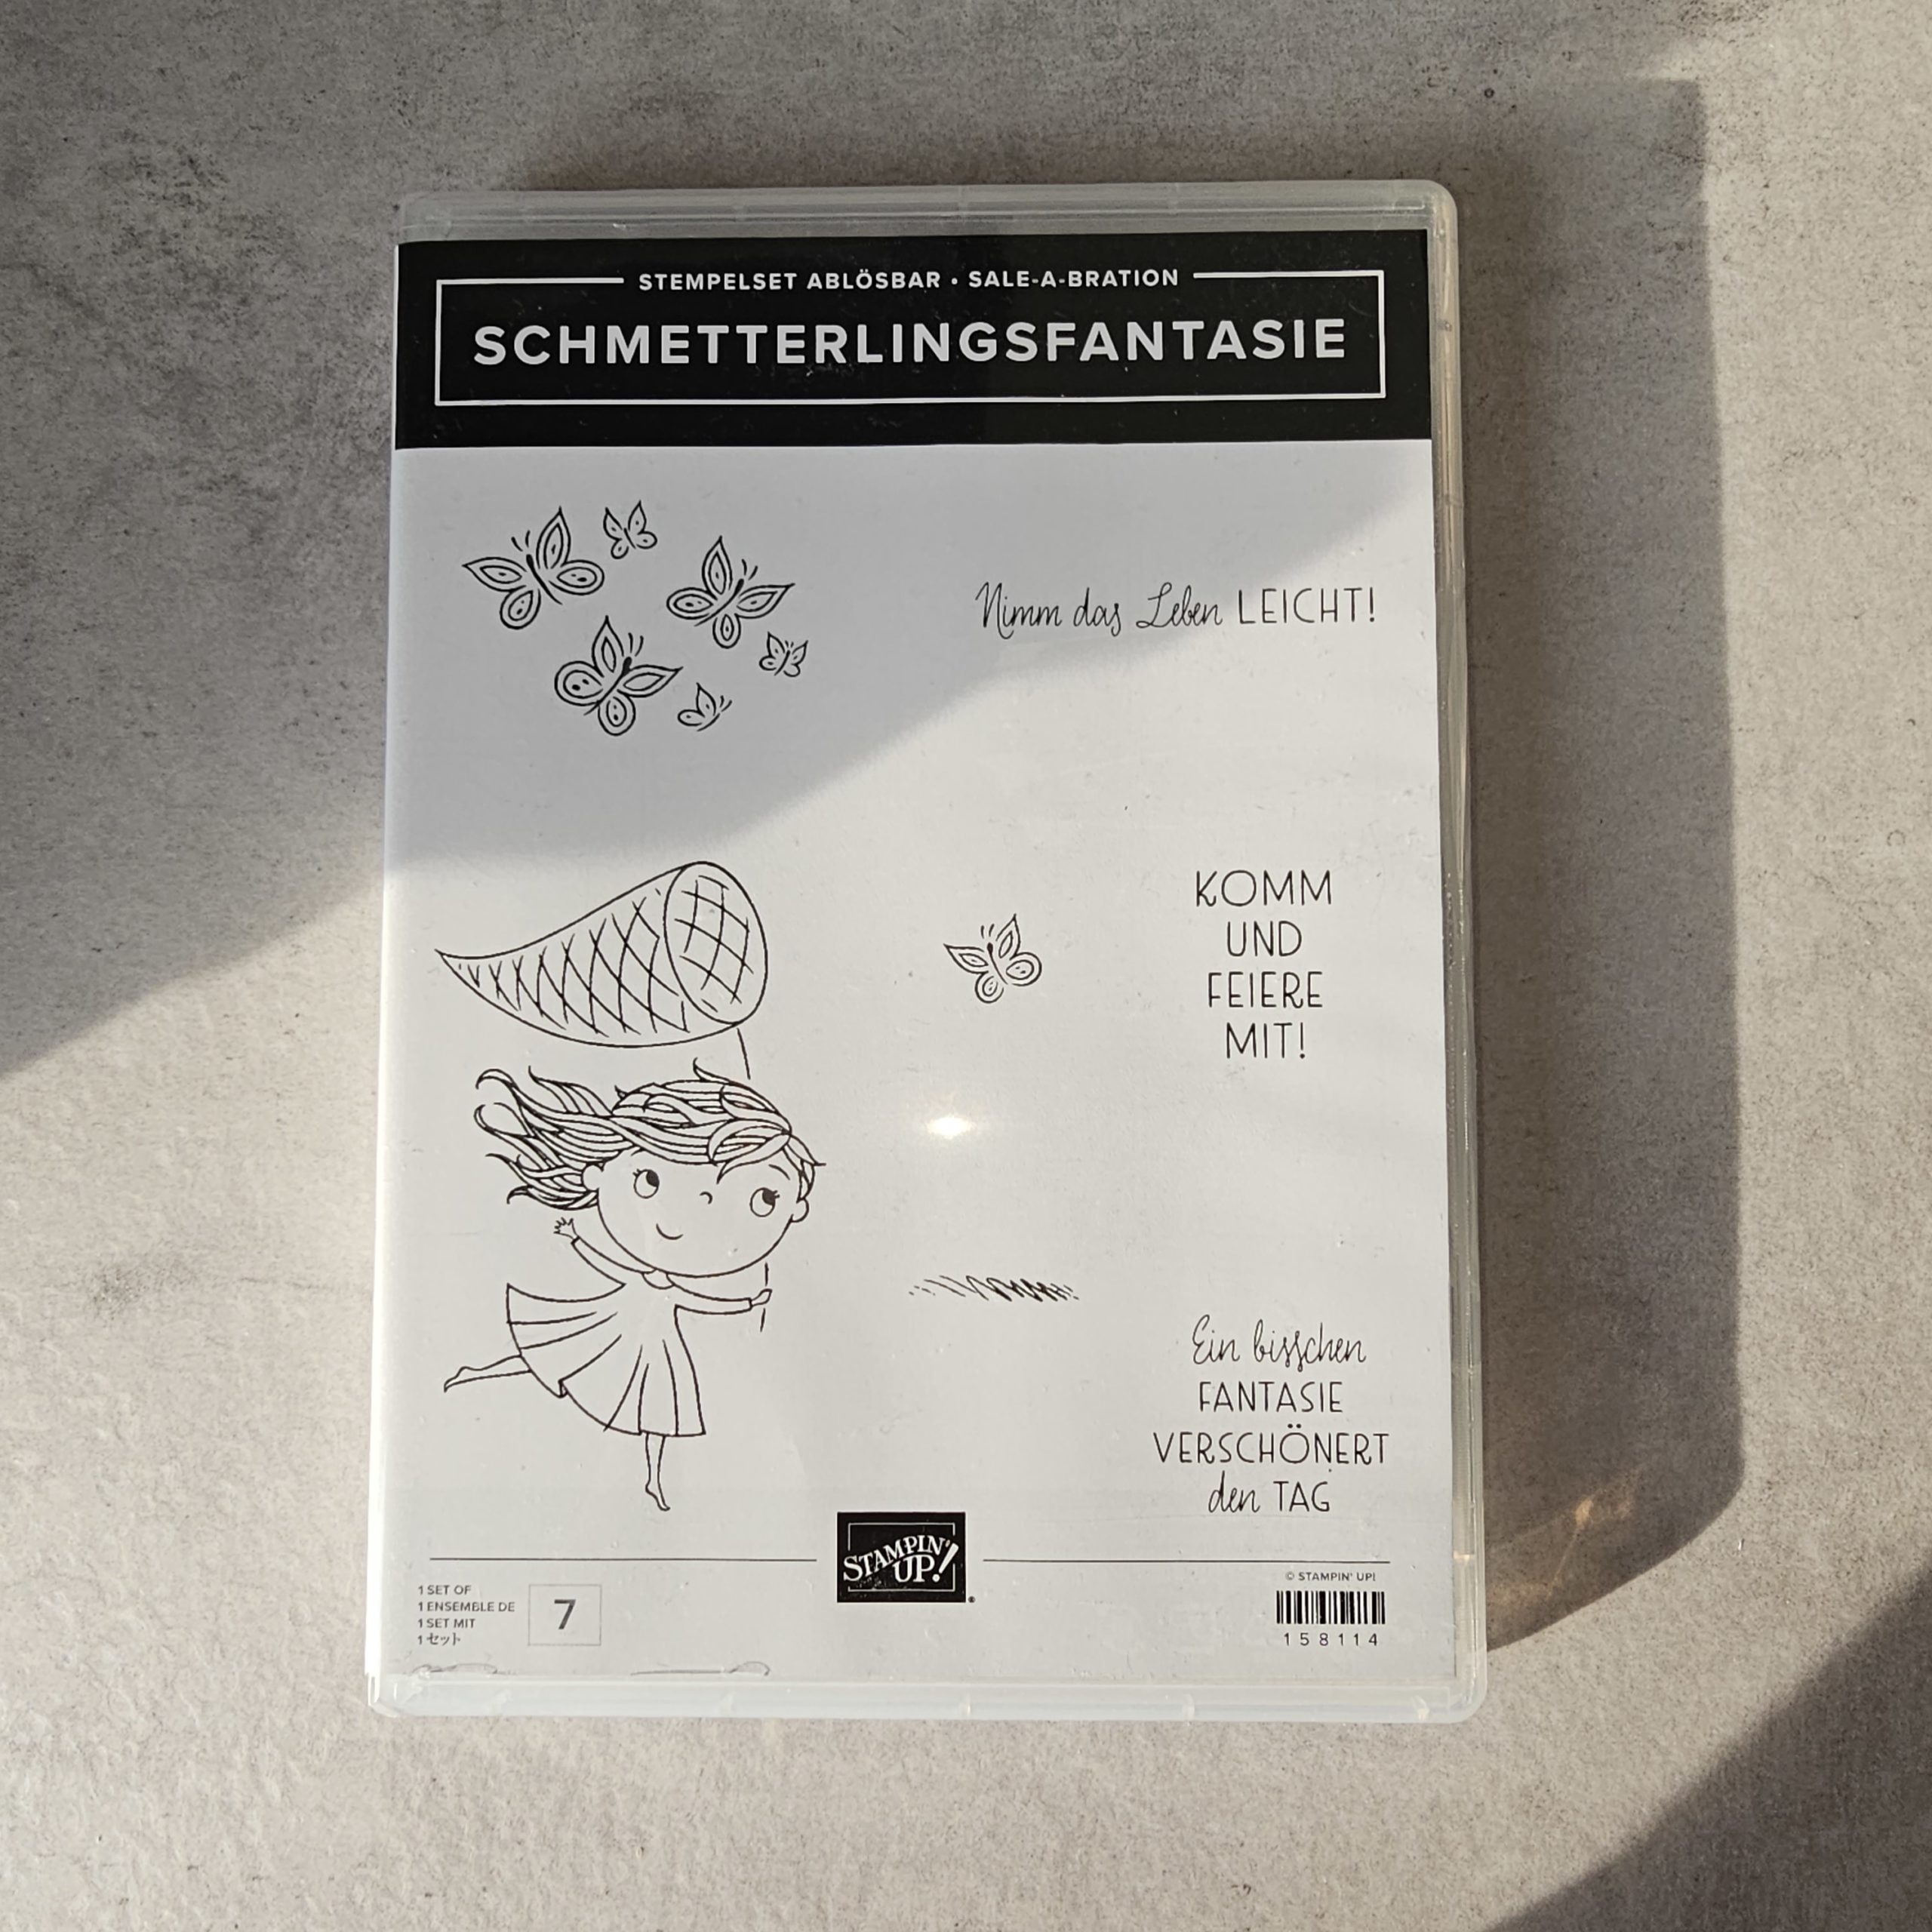 STEMPELSET ABLÖSBAR • SALE-A-BRATION
SCHMETTERLINGSFANTASIE
Nimm das Leben LEICHT!
KOMM
UND
FEIERE
MIT!
Ein bisschen
FANTASIE
VERSCHÖNERT
den TAG
STAMPIN'
UP!
1 SET OF
1 ENSEMBLE DE
1 SET MIT
1 セット
7
© STAMPIN' UP!
158114